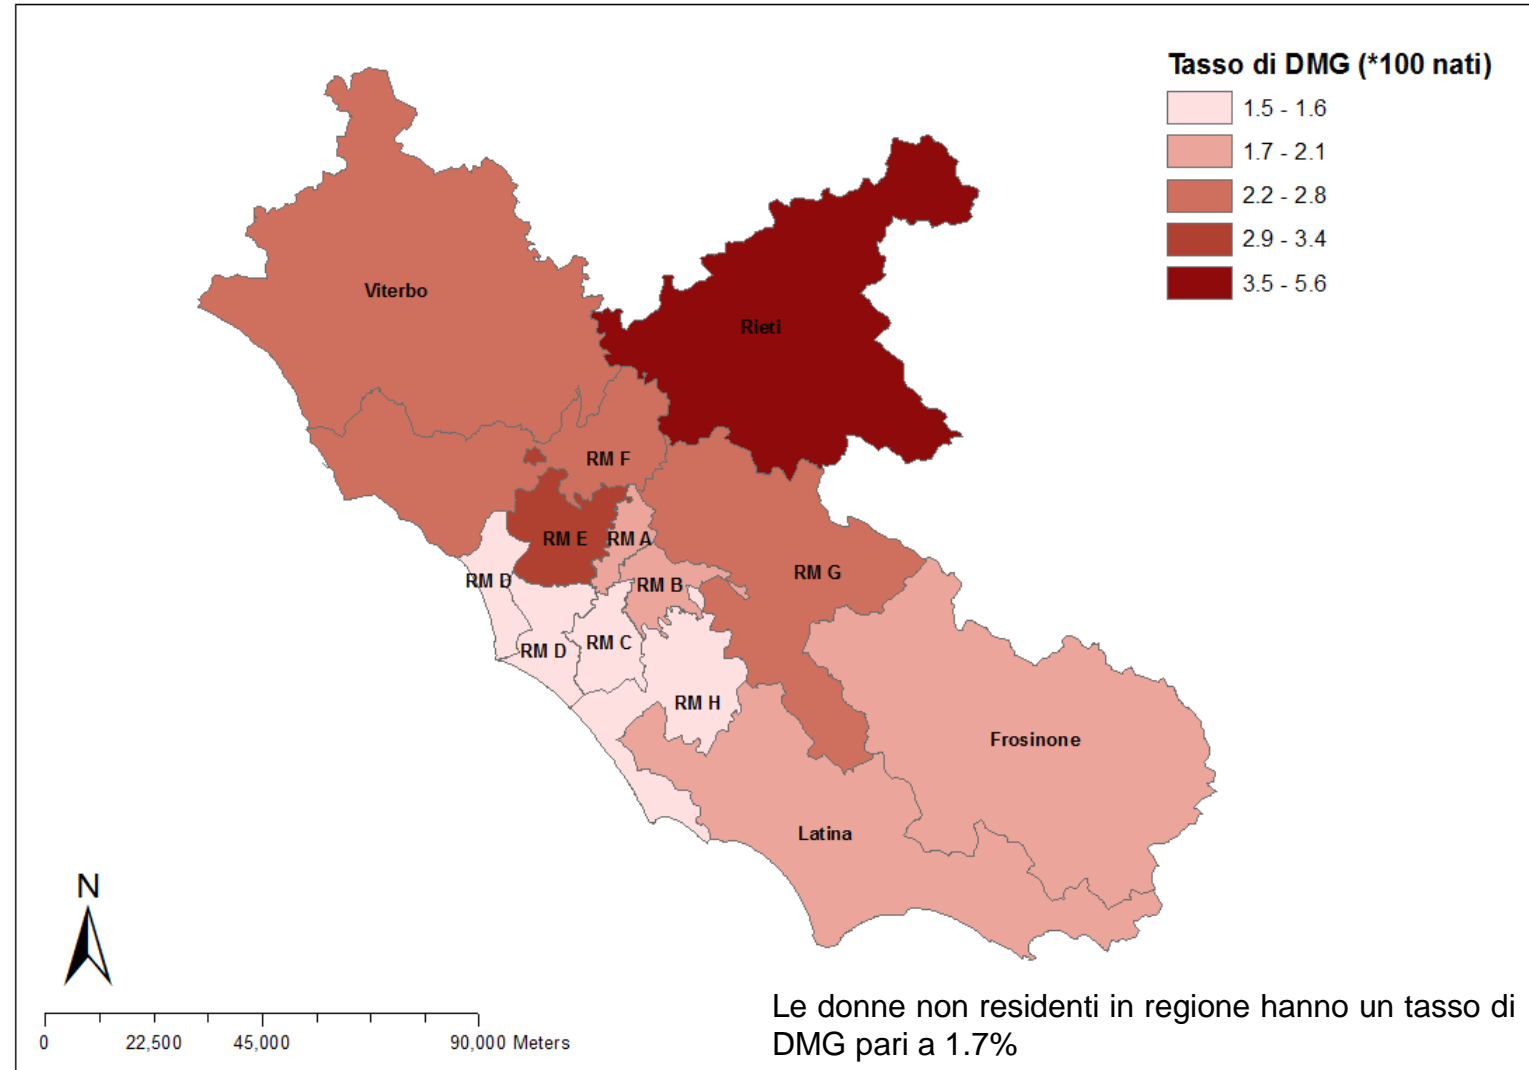 Tasso di DMG (*100 nati)
1.5 - 1.6
1.7 - 2.1
2.2 - 2.8
2.9 - 3.4
3.5 - 5.6
Viterbo
Rieti
RM F
RM E
RM A
RM G
RM D
RM B
RM C
RM D
RM H
Frosinone
Latina
N
0 22,500 45,000 90,000 Meters
Le donne non residenti in regione hanno un tasso di
DMG pari a 1.7%